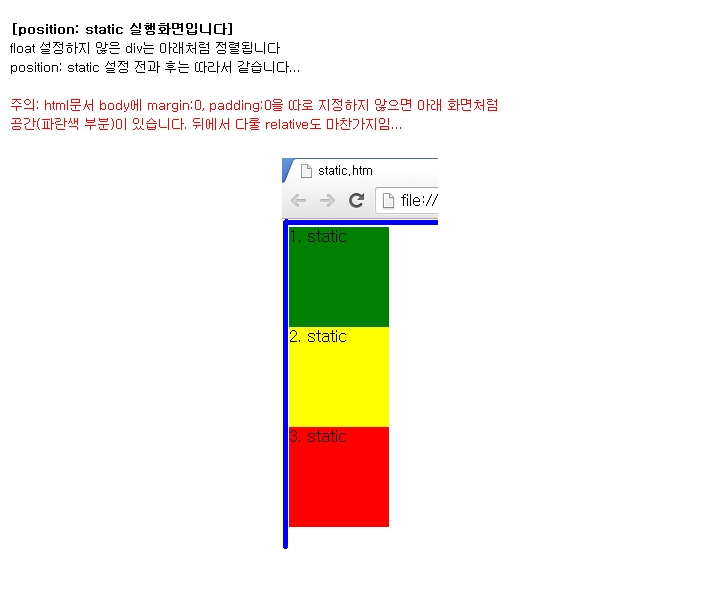 [position: static 실행화면입니다]
float 설정하지 않은 div는 아래처럼 정렬됩니다
position: static 설정 전과 후는 따라서 같습니다...
주의: html문서 body에 margin:0, padding:0을 따로 지정하지 않으면 아래 화면처럼
공간(파란색 부분)이 있습니다. 뒤에서 다룰 relative도 마찬가지임...
static.htm
file://
1. static
2. static
3. static